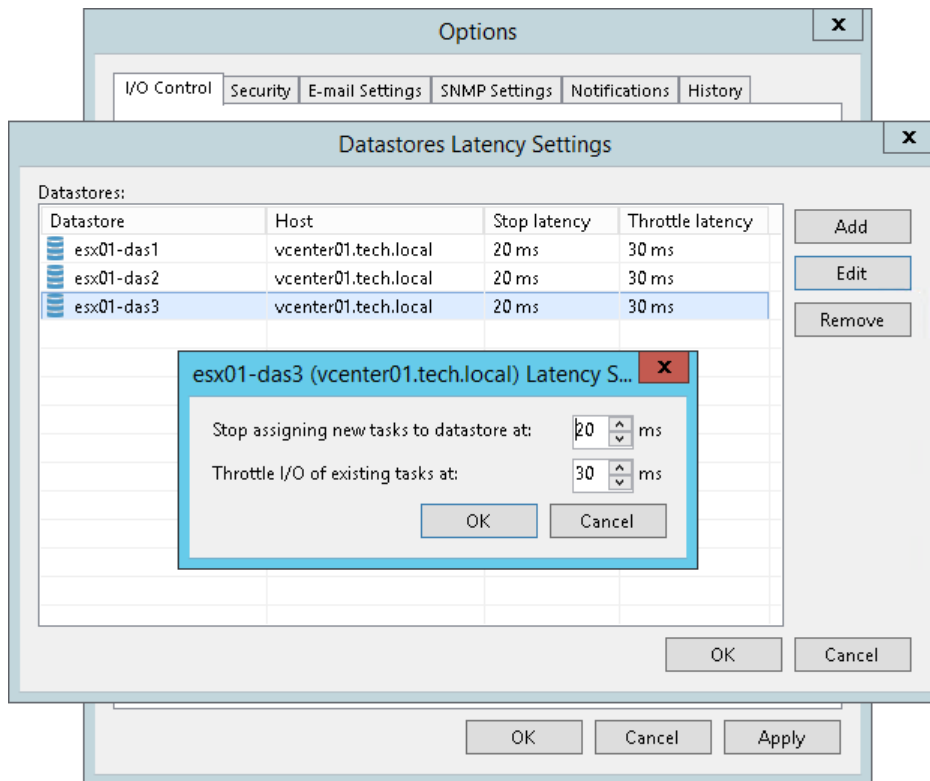 Options
x
I/O Control Security E-mail Settings SNMP Settings Notifications History
Datastores Latency Settings
x
Datastores:
Datastore Host Stop latency Throttle latency
esx01-das1 vcenter01.tech.local 20 ms 30 ms
esx01-das2 vcenter01.tech.local 20 ms 30 ms
esx01-das3 vcenter01.tech.local 20 ms 30 ms
Add
Edit
Remove
esx01-das3 (vcenter01.tech.local) Latency S...
x
Stop assigning new tasks to datastore at: 20 ms
Throttle I/O of existing tasks at: 30 ms
OK Cancel
OK Cancel
OK Cancel Apply